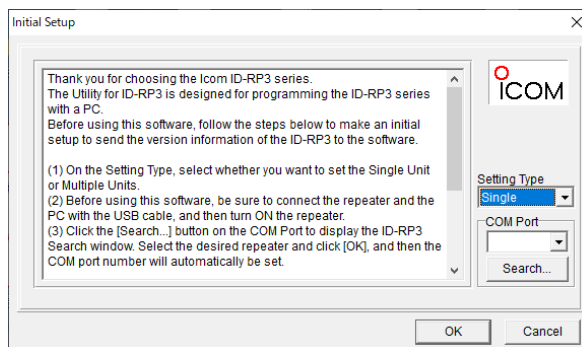 Initial Setup
Thank you for choosing the Icom ID-RP3 series.
The Utility for ID-RP3 is designed for programming the ID-RP3 series
with a PC.
Before using this software, follow the steps below to make an initial
setup to send the version information of the ID-RP3 to the software.
(1) On the Setting Type, select whether you want to set the Single Unit
or Multiple Units.
(2) Before using this software, be sure to connect the repeater and the
PC with the USB cable, and then turn ON the repeater.
(3) Click the [Search...] button on the COM Port to display the ID-RP3
Search window. Select the desired repeater and click [OK], and then the
COM port number will automatically be set.
ICOM
Setting Type
Single
COM Port
Search...
OK
Cancel